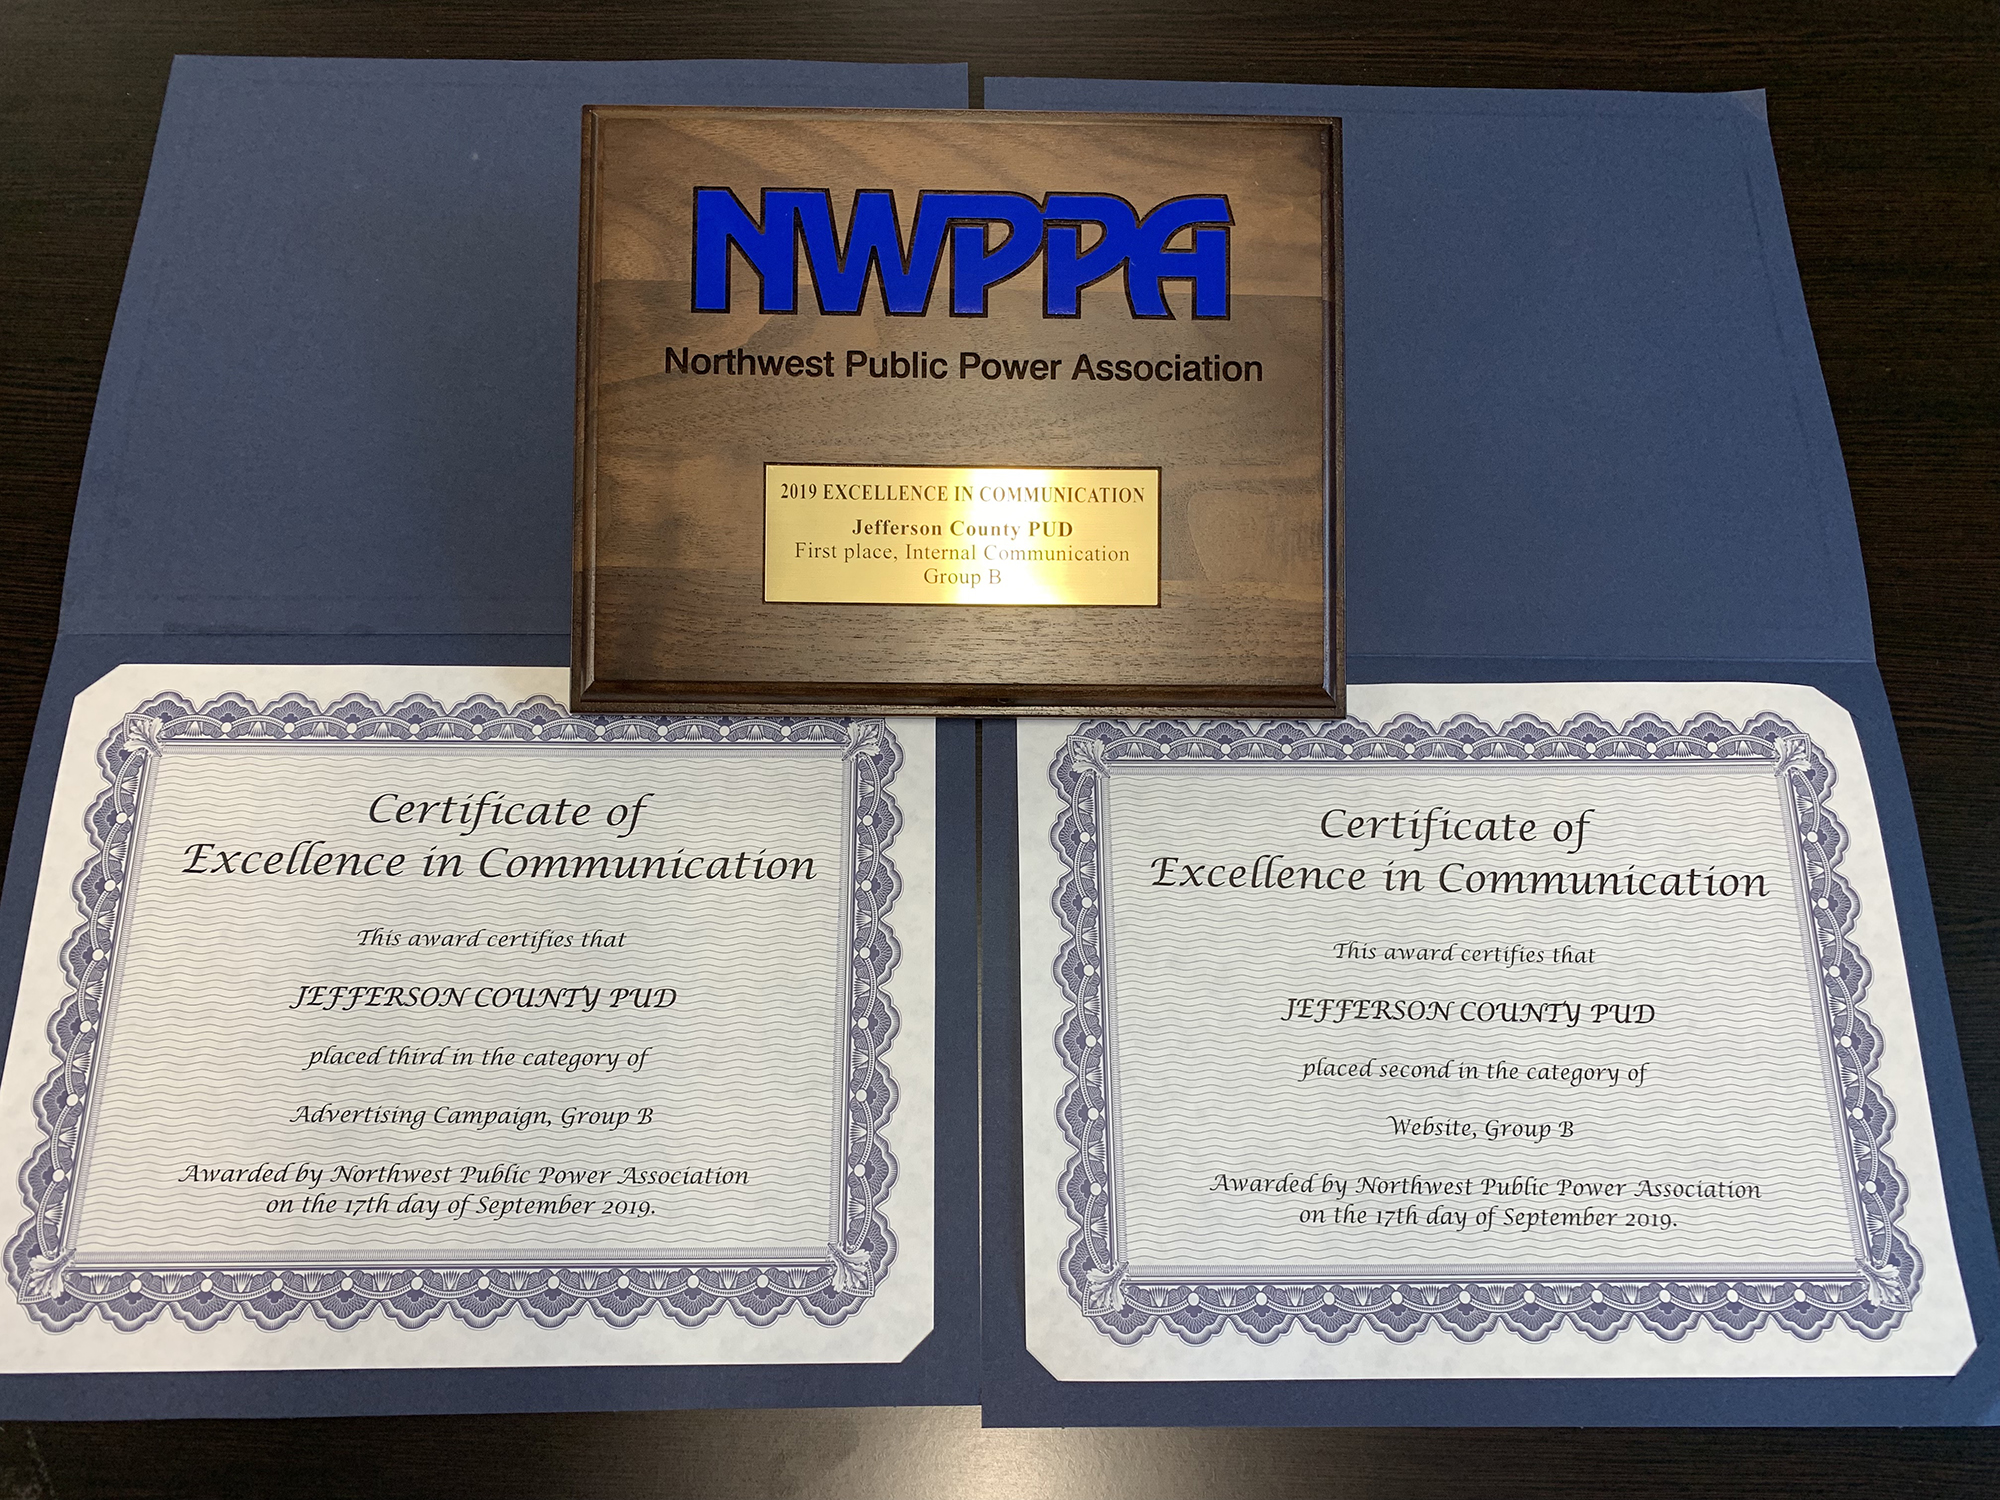 NWPPA
Northwest Public Power Association
2019 EXCELLENCE IN COMMUNICATION
Jefferson County PUD
First place, Internal Communication
Group B
Certificate of
Excellence in Communication
This award certifies that
JEFFERSON COUNTY PUD
placed third in the category of
Advertising Campaign, Group B
Awarded by Northwest Public Power Association
on the 17th day of September 2019.
Certificate of
Excellence in Communication
This award certifies that
JEFFERSON COUNTY PUD
placed second in the category of
Website, Group B
Awarded by Northwest Public Power Association
on the 17th day of September 2019.